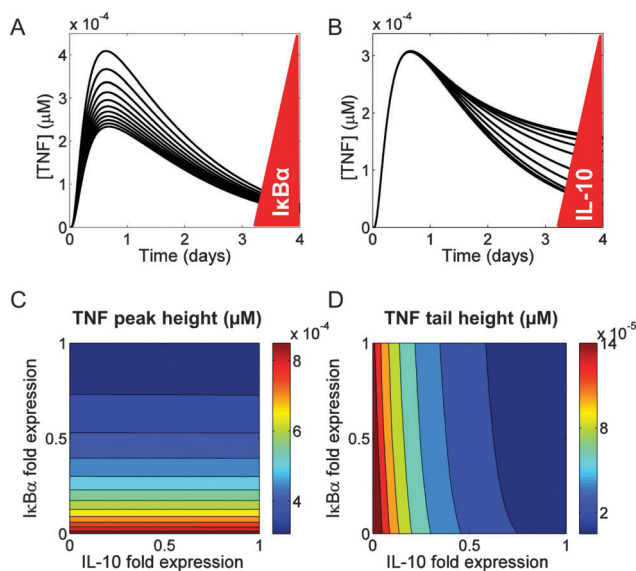 A
x 10⁻⁴
4
3
2
1
0
[TNF] (μM)
0 1 2 3 4
Time (days)
IκBα
B
x 10⁻⁴
3
2
1
0
[TNF] (μM)
0 1 2 3 4
Time (days)
IL-10
C
TNF peak height (μM)
x 10⁻⁴
1
0.5
0
IκBα fold expression
0 0.5 1
IL-10 fold expression
8
6
4
D
TNF tail height (μM)
x 10⁻⁵
1
0.5
0
IκBα fold expression
0 0.5 1
IL-10 fold expression
14
8
2